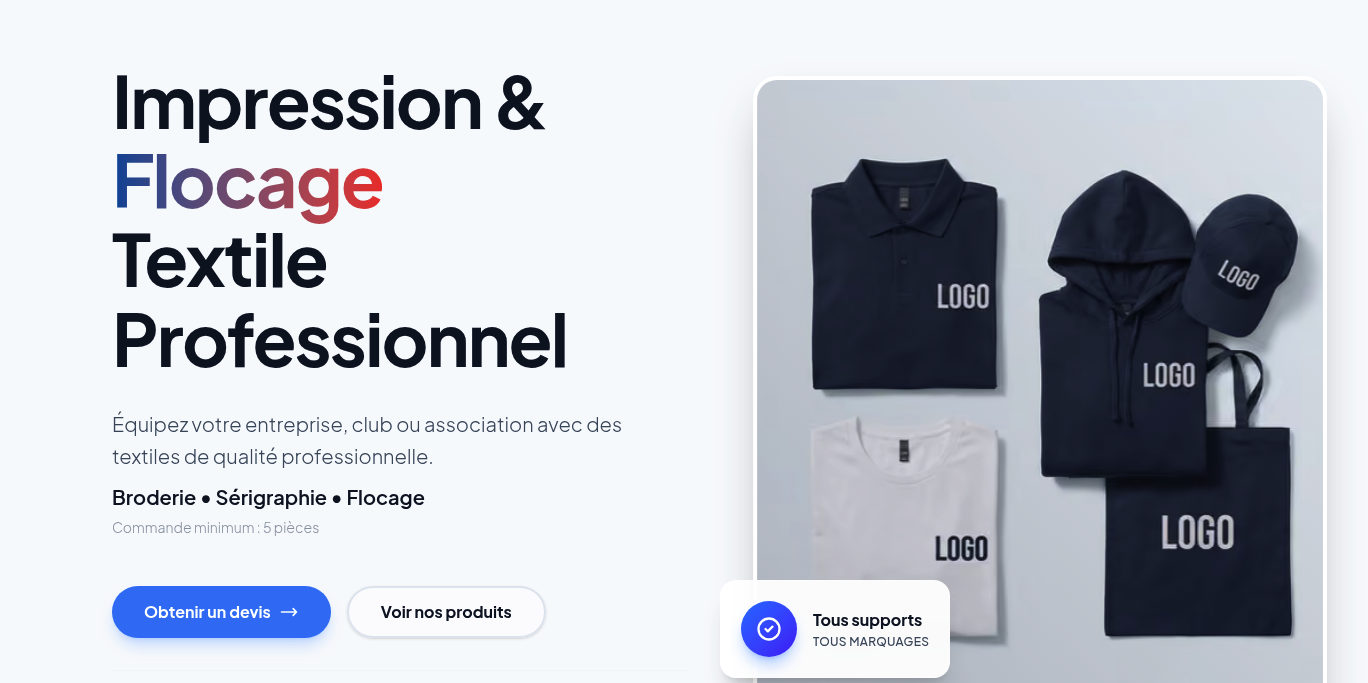 Impression &
Flocage
Textile
Professionnel
Équipez votre entreprise, club ou association avec des
textiles de qualité professionnelle.
Broderie • Sérigraphie • Flocage
Commande minimum : 5 pièces
Obtenir un devis →
Voir nos produits
LOGO
LOGO
LOGO
LOGO
LOGO
Tous supports
TOUS MARQUAGES